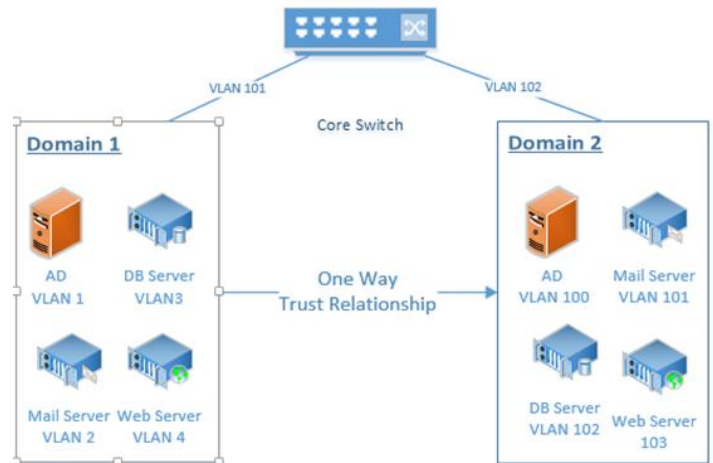 VLAN 101
VLAN 102
Core Switch
Domain 1
AD
VLAN 1
DB Server
VLAN3
Mail Server
VLAN 2
Web Server
VLAN 4
One Way
Trust Relationship
Domain 2
AD
VLAN 100
Mail Server
VLAN 101
DB Server
VLAN 102
Web Server
103